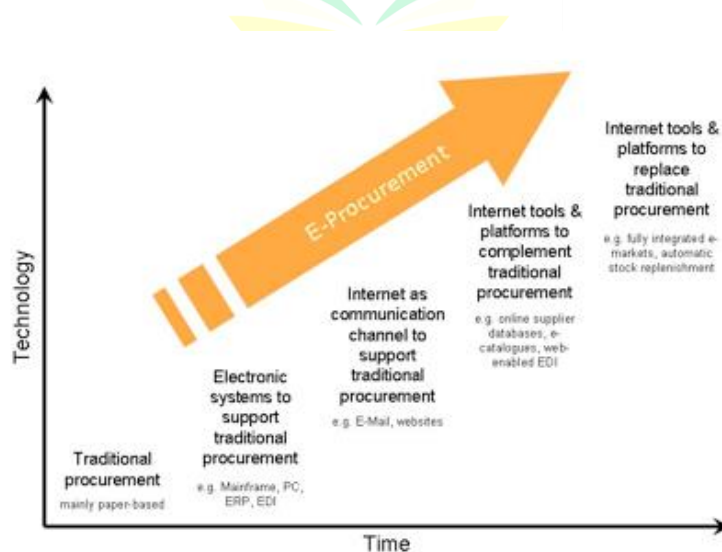 Technology
E-Procurement
Traditional
procurement
mainly paper-based
Electronic
systems to
support
traditional
procurement
e.g. Mainframe, PC,
ERP, EDI
Internet as
communication
channel to
support
traditional
procurement
e.g. E-Mail, websites
Internet tools &
platforms to
complement
traditional
procurement
e.g. online supplier
databases, e-
catalogues, web-
enabled EDI
Internet tools &
platforms to
replace
traditional
procurement
e.g. fully integrated e-
markets, automatic
stock replenishment
Time